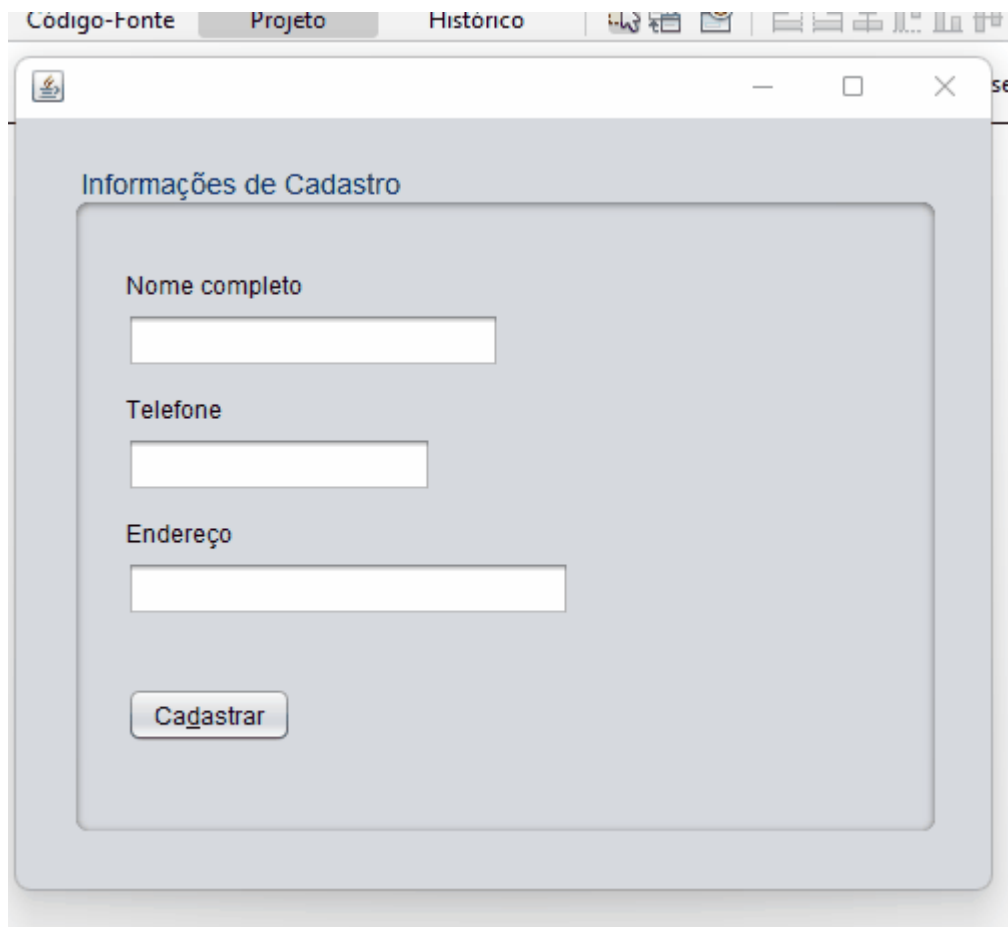 Código-Fonte Projeto Histórico
Informações de Cadastro
Nome completo
Telefone
Endereço
Cadastrar